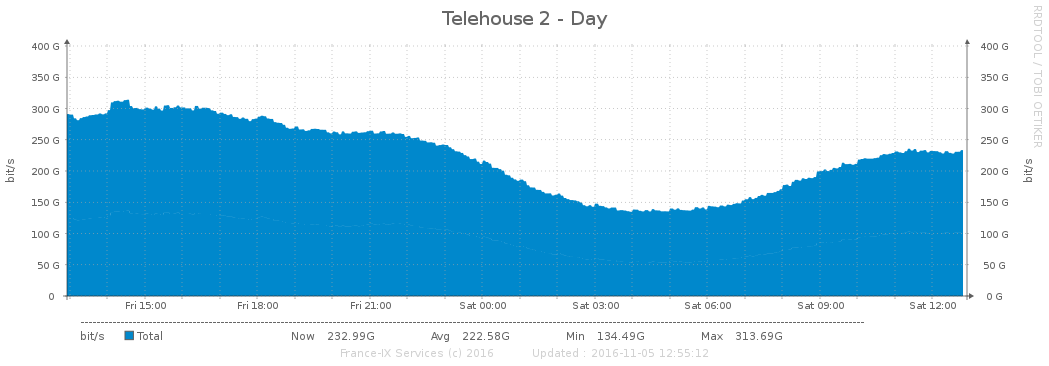 Telehouse 2 - Day
RRDTOOL / TOBI OETIKER
400 G 400 G
350 G 350 G
300 G 300 G
250 G 250 G
200 G 200 G
150 G 150 G
100 G 100 G
50 G 50 G
0 0 G
bit/s
bit/s
Fri 15:00 Fri 18:00 Fri 21:00 Sat 00:00 Sat 03:00 Sat 06:00 Sat 09:00 Sat 12:00
bit/s Total Now 232.99G Avg 222.58G Min 134.49G Max 313.69G
France-IX Services (c) 2016 Updated : 2016-11-05 12:55:12